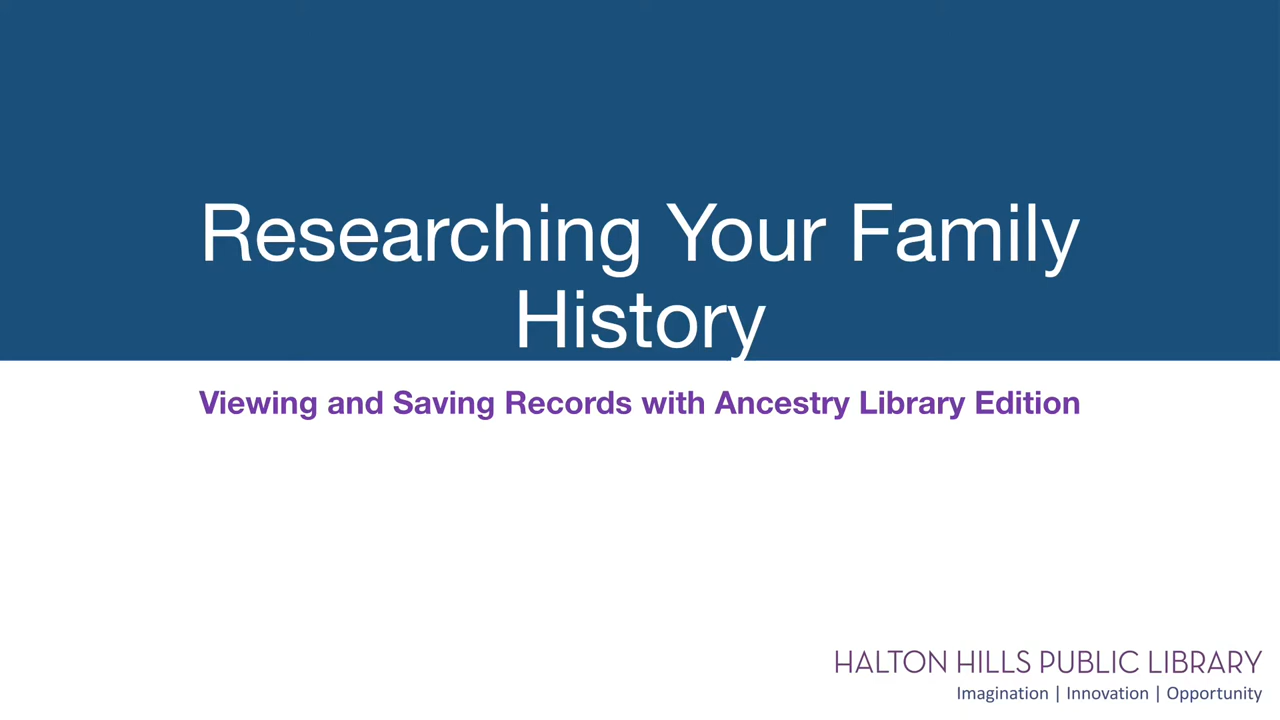 Researching Your Family
History
Viewing and Saving Records with Ancestry Library Edition
HALTON HILLS PUBLIC LIBRARY
Imagination | Innovation | Opportunity